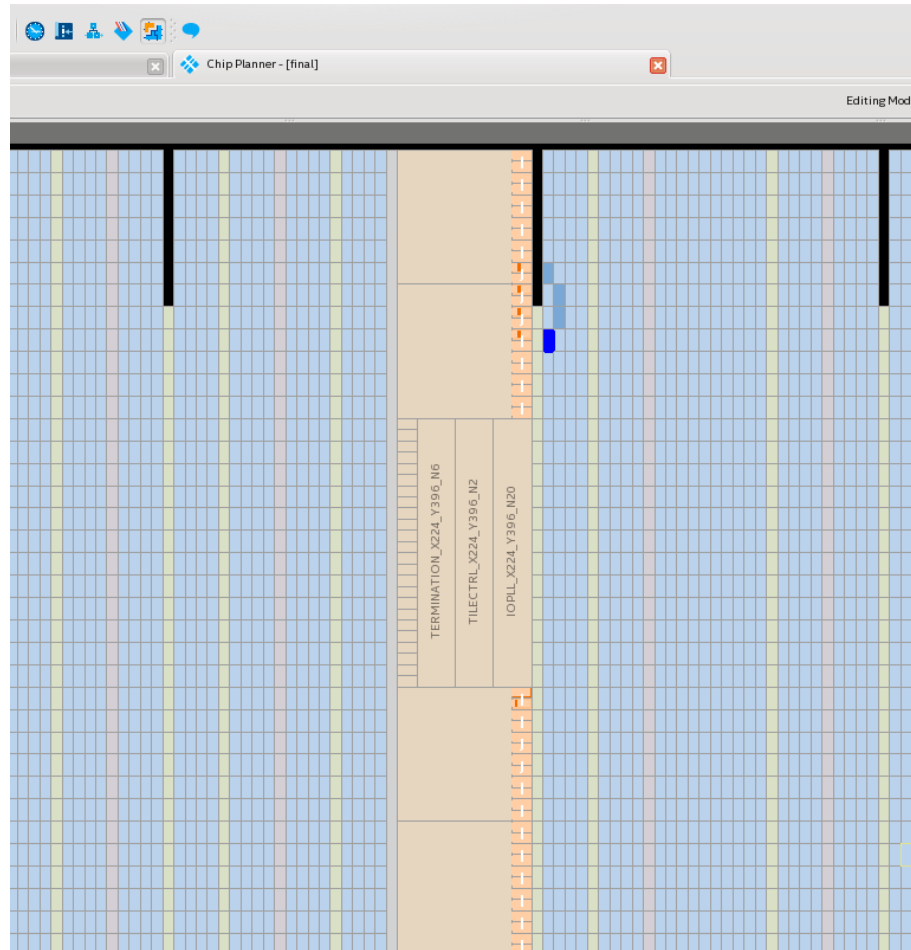 Chip Planner - [final]
Editing Mod
TERMINATION_X224_Y396_N6
TILECTRL_X224_Y396_N2
IOPLL_X224_Y396_N20